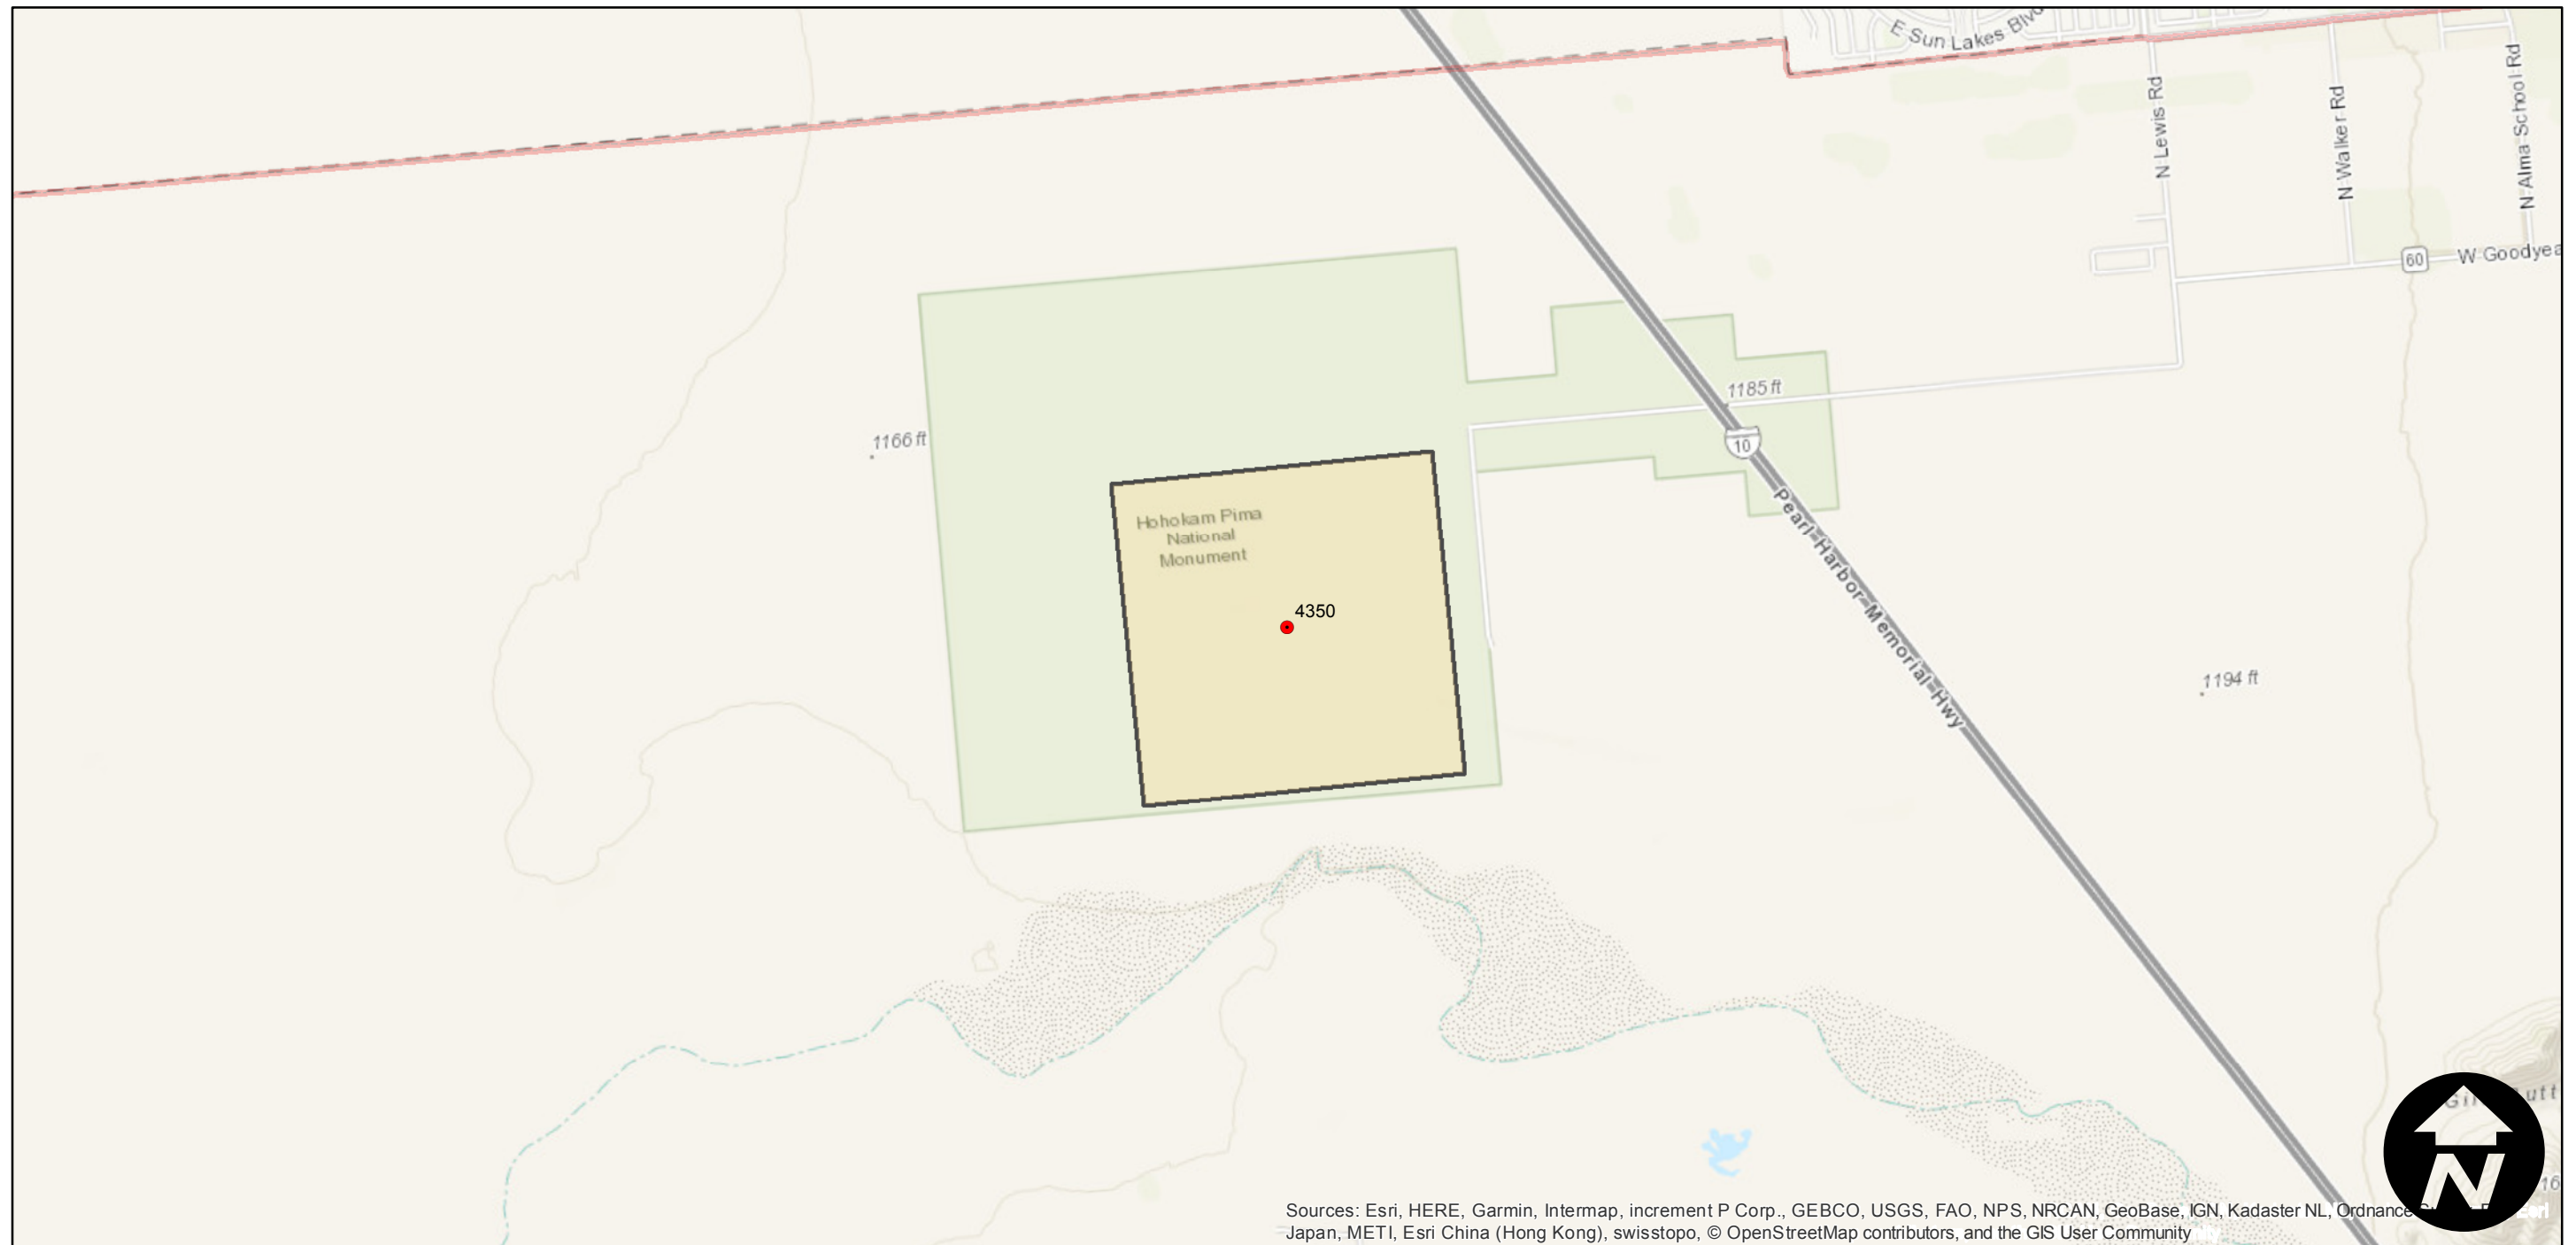 E Sun Lakes Blvd
N Lewis Rd
N Walker Rd
N Alma School Rd
60
W Goodyea
1185 ft
1166 ft
10
Hohokam Pima
National
Monument
Pearl Harbor Memorial Hwy
4350
1194 ft
N
Sources: Esri, HERE, Garmin, Intermap, increment P Corp., GEBCO, USGS, FAO, NPS, NRCAN, GeoBase, IGN, Kadaster NL, Ordnance
Japan, METI, Esri China (Hong Kong), swisstopo, © OpenStreetMap contributors, and the GIS User Community